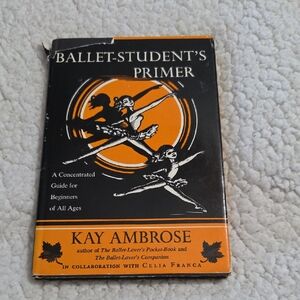 BALLET-STUDENT'S
PRIMER
A Concentrated
Guide for
Beginners
of All Ages
KAY AMBROSE
author of The Ballet-Lover's Pocket-Book and
The Ballet-Lover's Companion
IN COLLABORATION WITH CELIA FRANCA